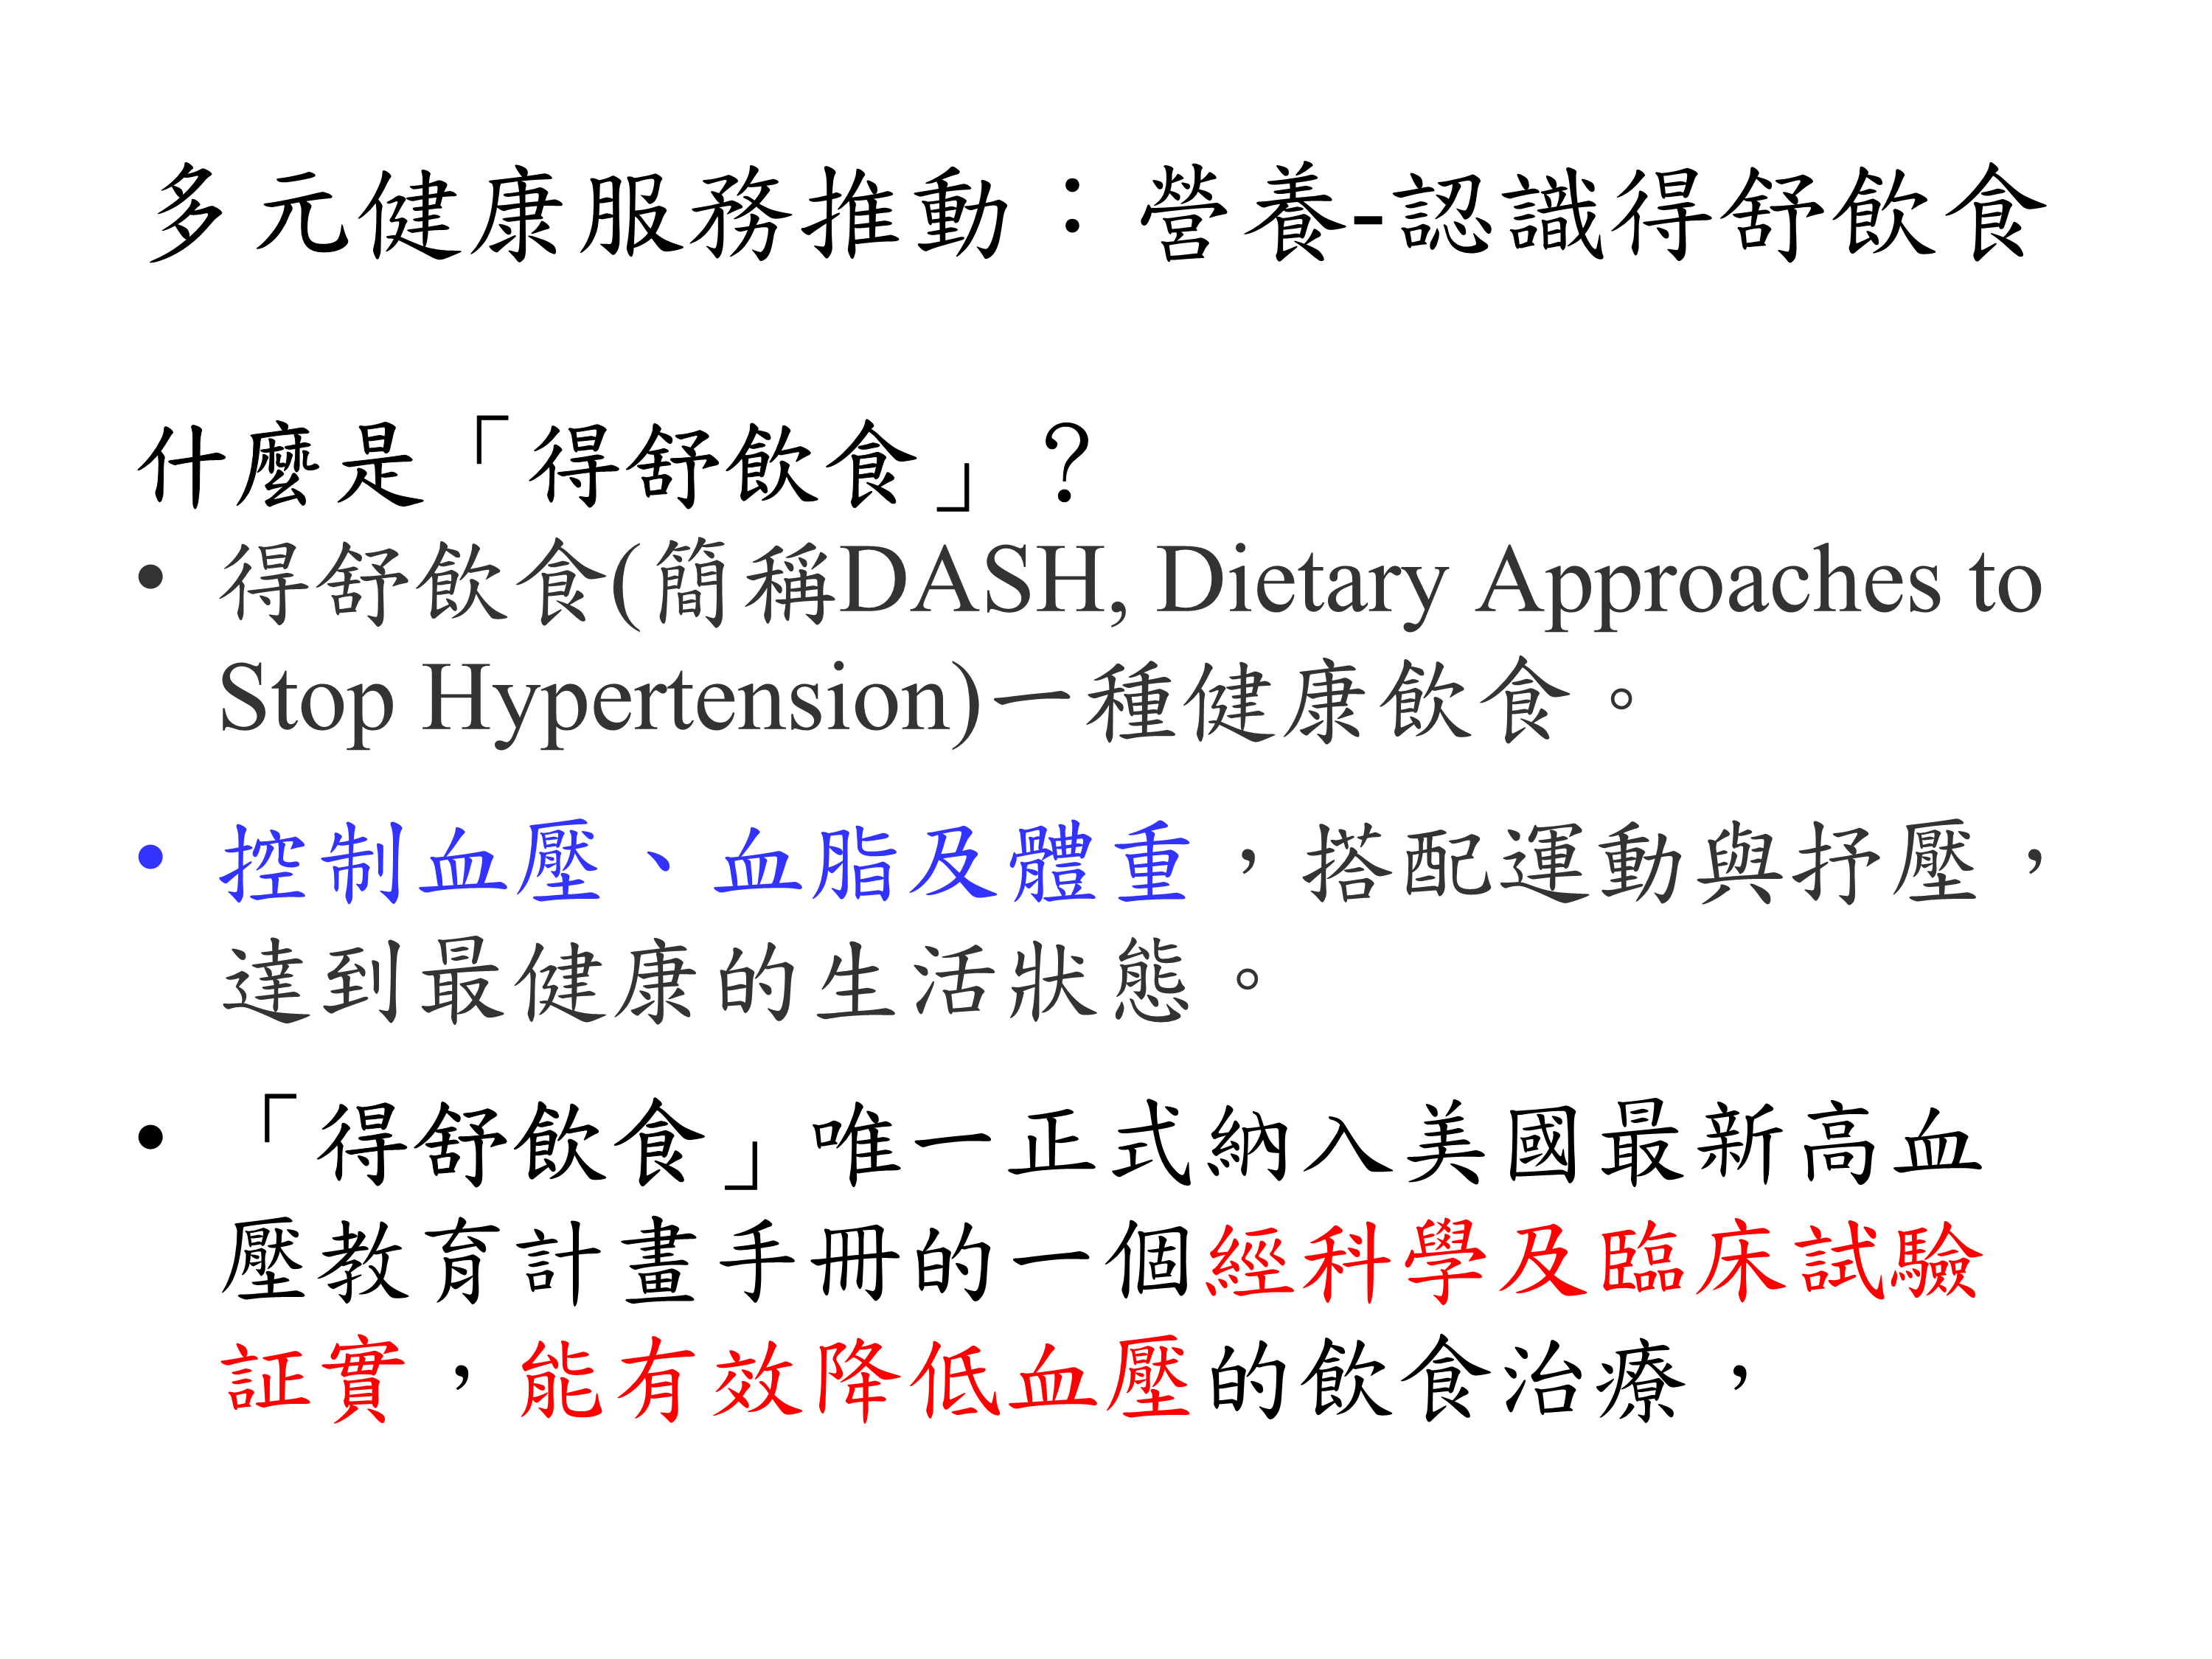 多元健康服務推動：營養-認識得舒飲食
什麼是「得舒飲食」？
• 得舒飲食(簡稱DASH, Dietary Approaches to
Stop Hypertension)一種健康飲食。
• 控制血壓、血脂及體重，搭配運動與抒壓，
達到最健康的生活狀態。
• 「得舒飲食」唯一正式納入美國最新高血
壓教育計畫手冊的一個經科學及臨床試驗
証實，能有效降低血壓的飲食治療，